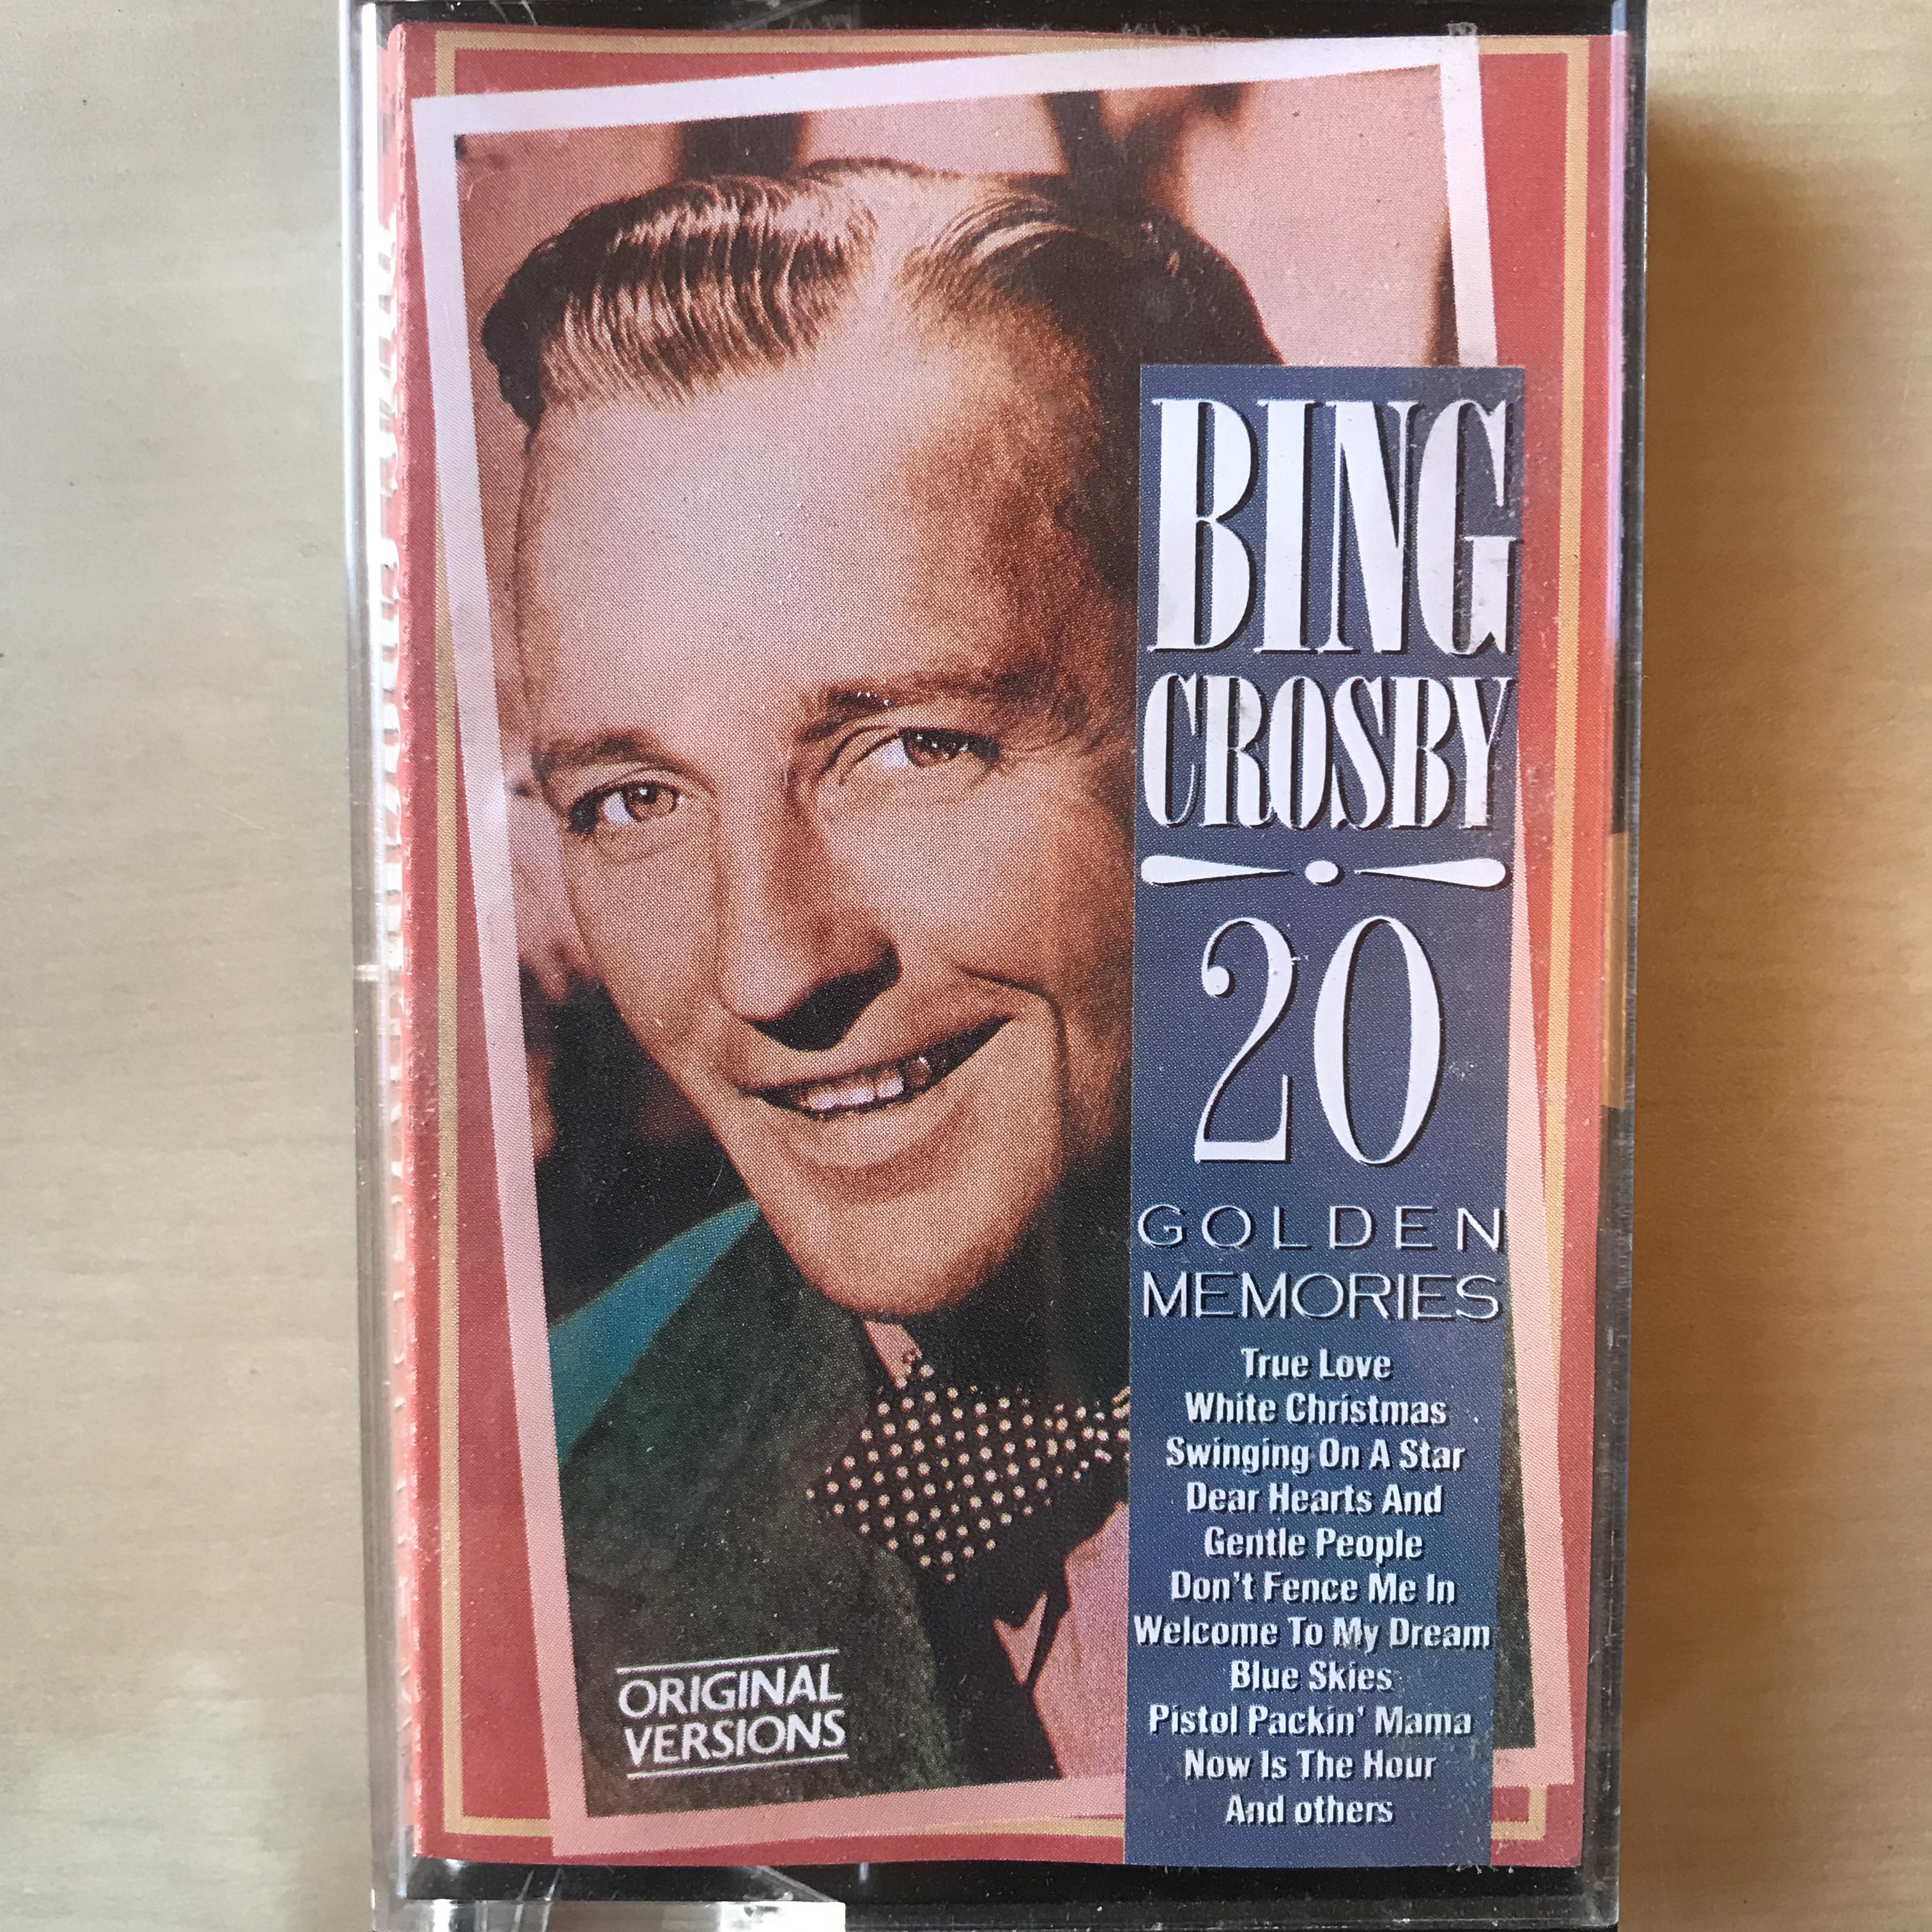 BING
CROSBY
20
GOLDEN
MEMORIES
True Love
White Christmas
Swinging On A Star
Dear Hearts And
Gentle People
Don't Fence Me In
Welcome To My Dream
Blue Skies
Pistol Packin' Mama
Now Is The Hour
And others
ORIGINAL
VERSIONS